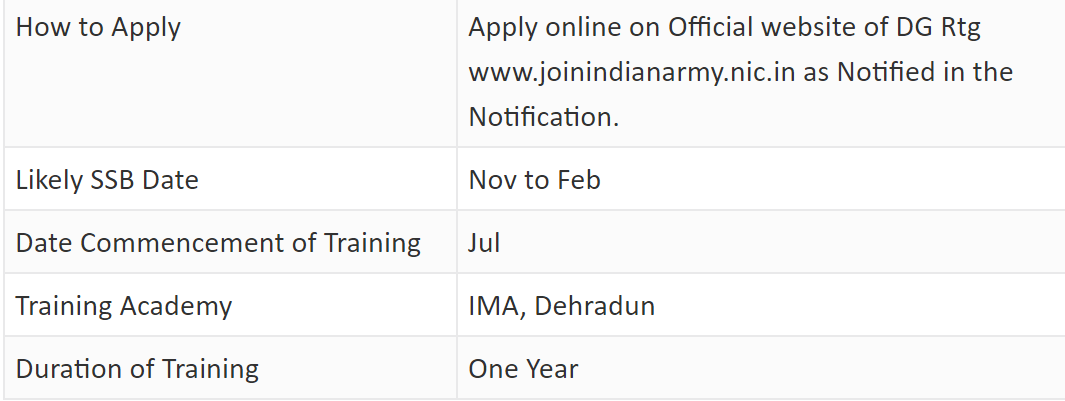 How to Apply
Apply online on Official website of DG Rtg
www.joinindianarmy.nic.in as Notified in the
Notification.
Likely SSB Date
Nov to Feb
Date Commencement of Training
Jul
Training Academy
IMA, Dehradun
Duration of Training
One Year